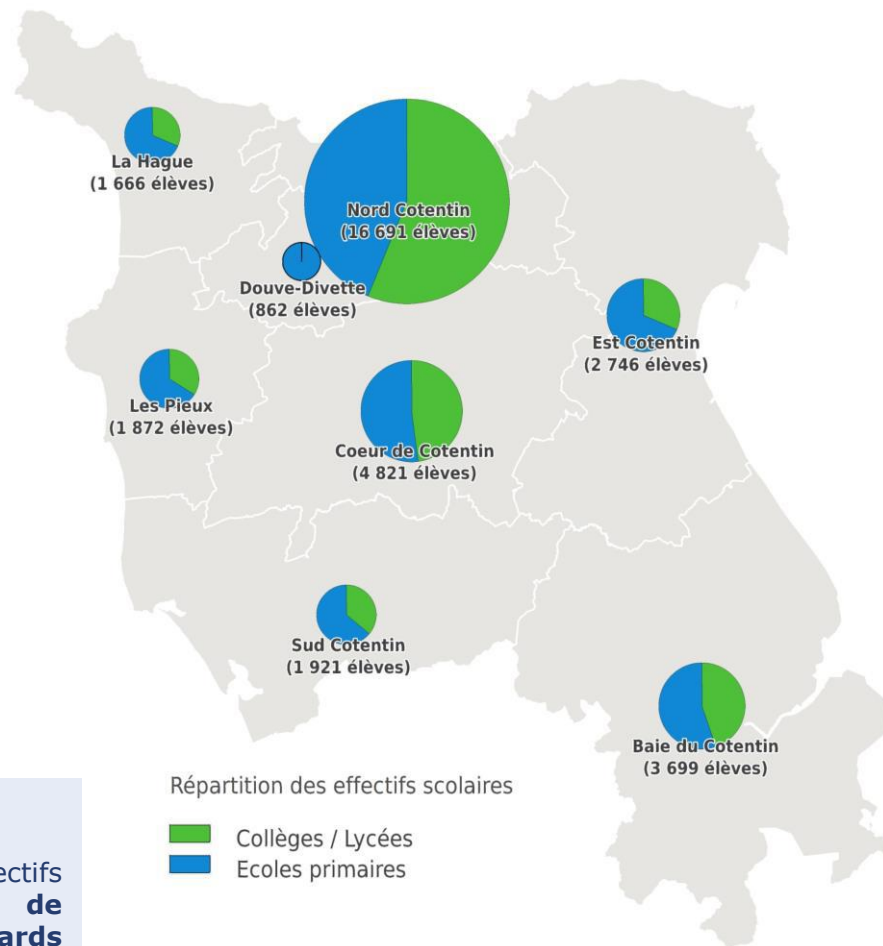 La Hague
(1 666 élèves)
Nord Cotentin
(16 691 élèves)
Douve-Divette
(862 élèves)
Est Cotentin
(2 746 élèves)
Les Pieux
(1 872 élèves)
Coeur de Cotentin
(4 821 élèves)
Sud Cotentin
(1 921 élèves)
Baie du Cotentin
(3 699 élèves)
Répartition des effectifs scolaires
Collèges / Lycées
Ecoles primaires
ectifs
de
ards